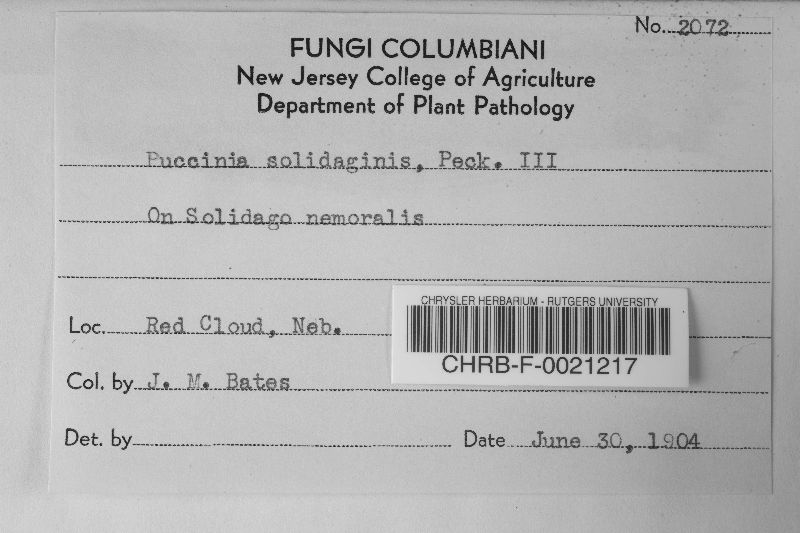 No. 2072
FUNGI COLUMBIANI
New Jersey College of Agriculture
Department of Plant Pathology
Puccinia solidaginis, Peck. III
On Solidago nemoralis
Loc. Red Cloud, Neb.
CHRYSLER HERBARIUM - RUTGERS UNIVERSITY
CHRB-F-0021217
Col. by J. M. Bates
Det. by
Date June 30, 1904